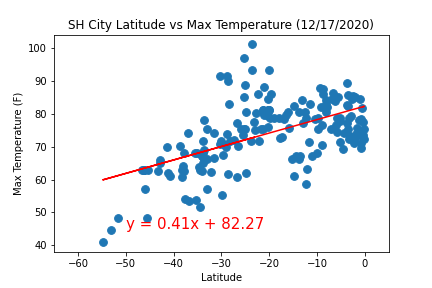 SH City Latitude vs Max Temperature (12/17/2020)
100
90
80
70
60
50
40
Max Temperature (F)
y = 0.41x + 82.27
−60 −50 −40 −30 −20 −10 0
Latitude